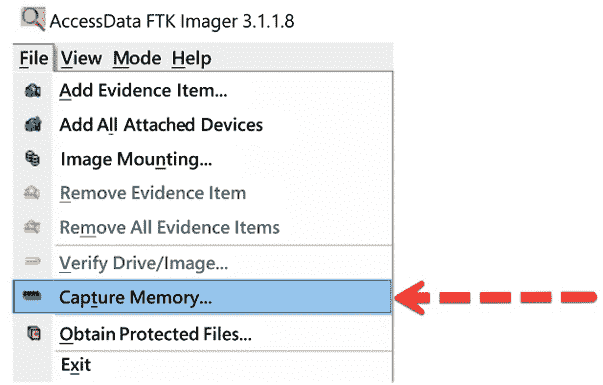 AccessData FTK Imager 3.1.1.8
File View Mode Help
Add Evidence Item...
Add All Attached Devices
Image Mounting...
Remove Evidence Item
Remove All Evidence Items
Verify Drive/Image...
Capture Memory...
Obtain Protected Files...
Exit